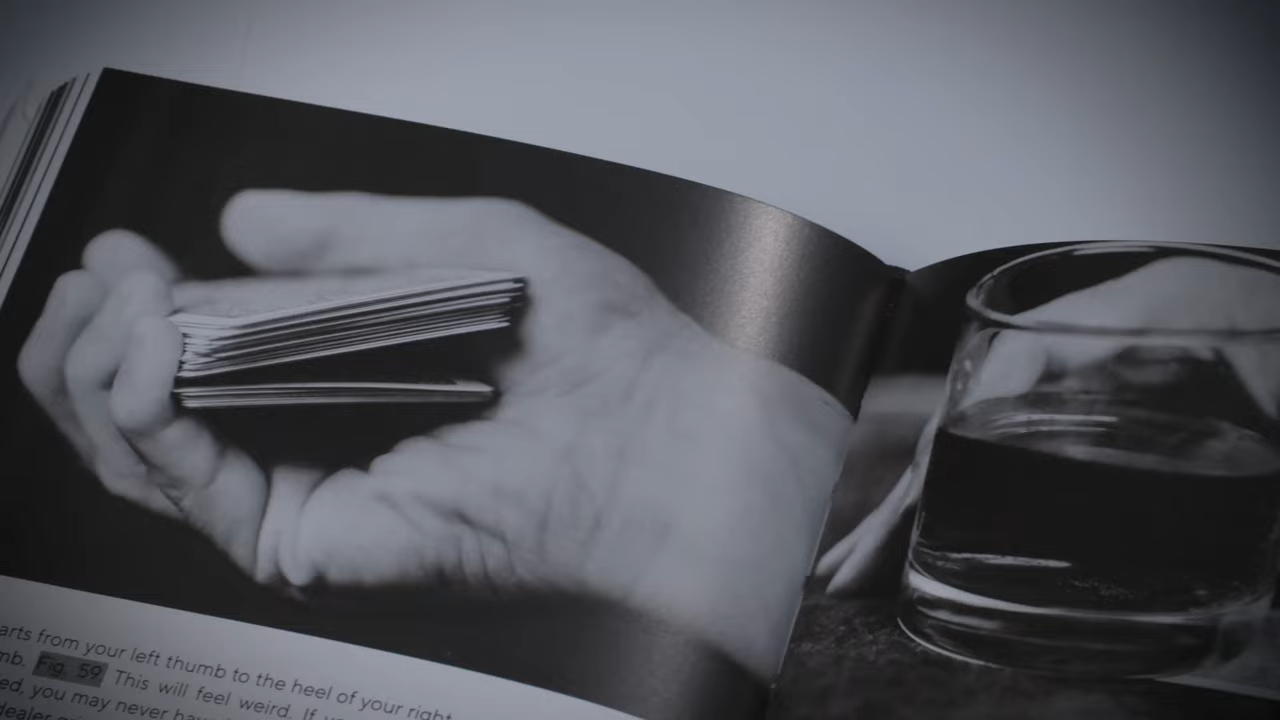 arts from your left thumb to the heel of your right
mb. Fig. 59 This will feel weird. If
ed, you may never have
dealer